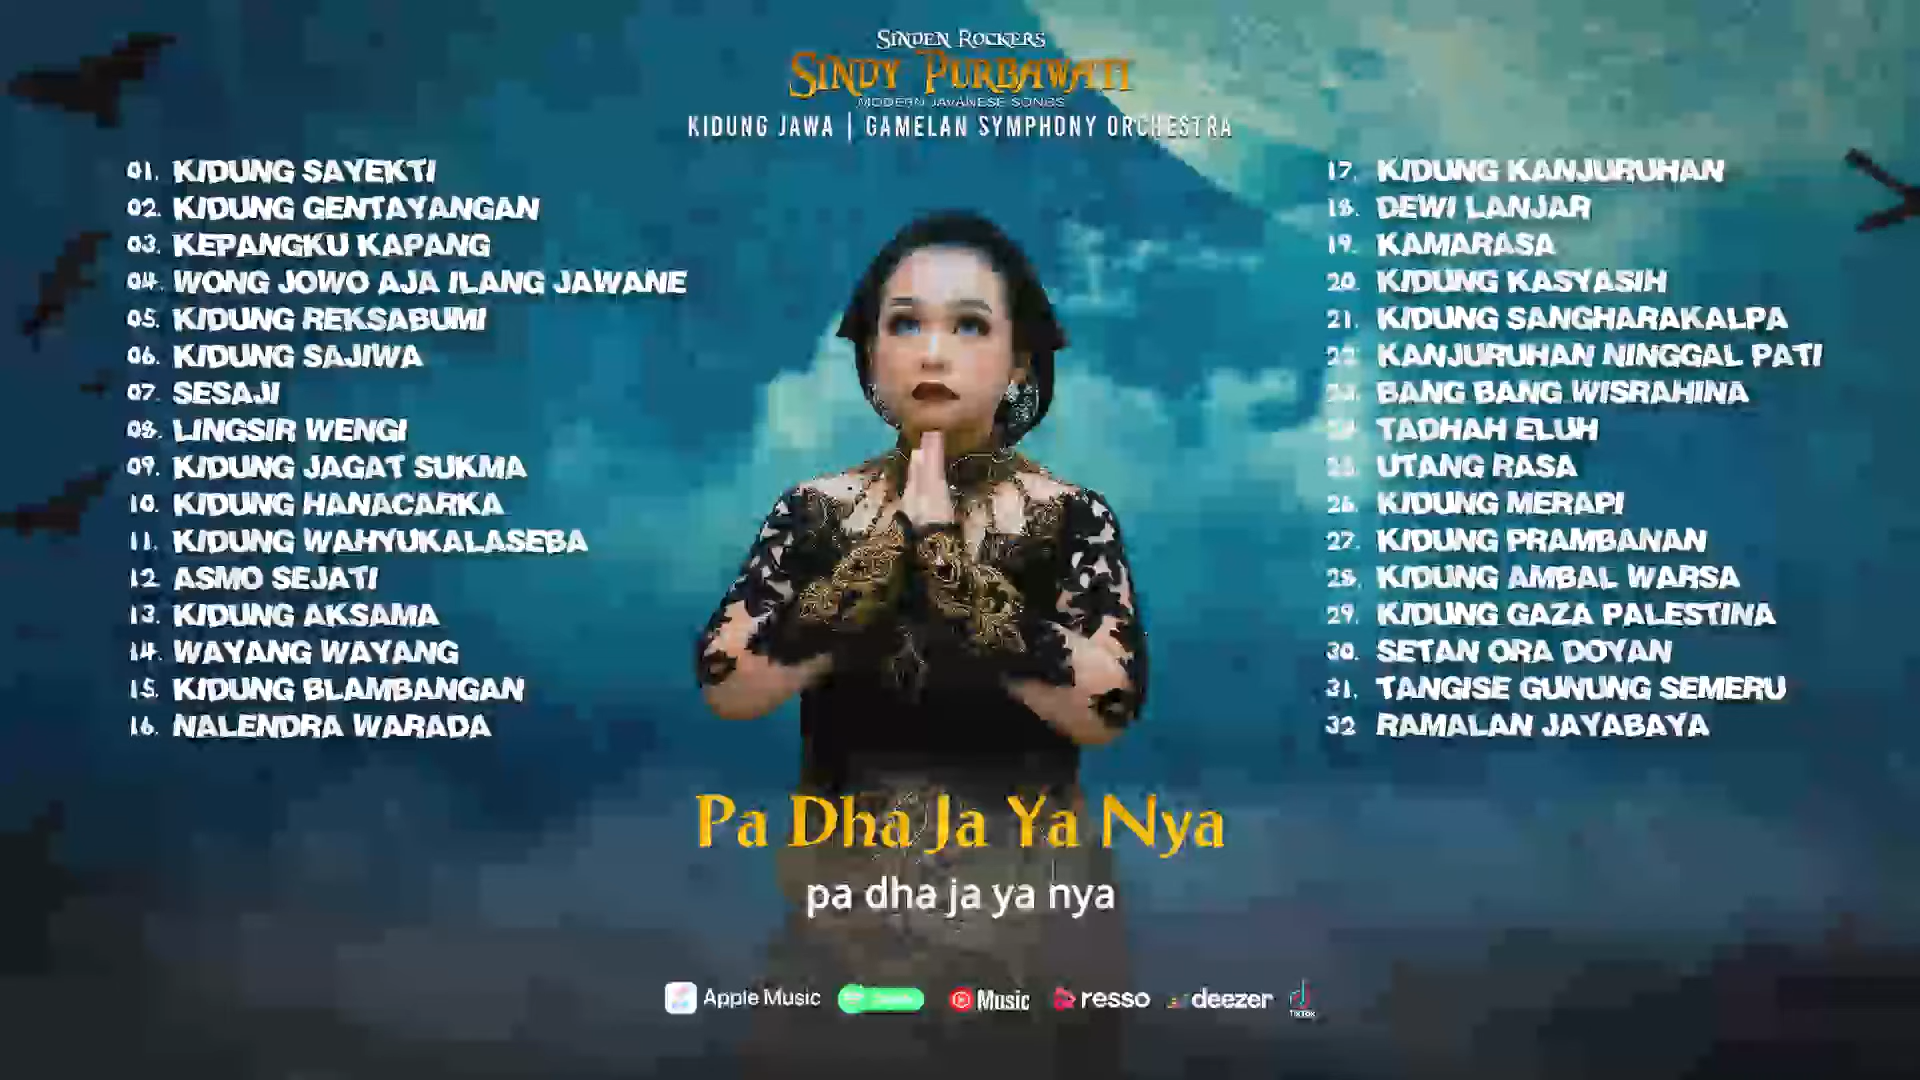 SINDEN ROCKERS
SINDY PURBAWATI
MODERN JAVANESE SONGS
KIDUNG JAWA | GAMELAN SYMPHONY ORCHESTRA
01. KIDUNG SAYEKTI
02. KIDUNG GENTAYANGAN
03. KEPANGKU KAPANG
04. WONG JOWO AJA ILANG JAWANE
05. KIDUNG REKSABUMI
06. KIDUNG SAJIWA
07. SESAJI
08. LINGSIR WENGI
09. KIDUNG JAGAT SUKMA
10. KIDUNG HANACARKA
11. KIDUNG WAHYUKALASEBA
12 ASMO SEJATI
13. KIDUNG AKSAMA
14. WAYANG WAYANG
15. KIDUNG BLAMBANGAN
16. NALENDRA WARADA
17. KIDUNG KANJURUHAN
18. DEWI LANJAR
19. KAMARASA
20. KIDUNG KASYASIH
21. KIDUNG SANGHARAKALPA
22 KANJURUHAN NINGGAL PATI
BANG BANG WISRAHINA
TADHAH ELUH
UTANG RASA
26. KIDUNG MERAPI
27. KIDUNG PRAMBANAN
28. KIDUNG AMBAL WARSA
29. KIDUNG GAZA PALESTINA
30. SETAN ORA DOYAN
31. TANGISE GUNUNG SEMERU
32 RAMALAN JAYABAYA
Pa Dha Ja Ya Nya
pa dha ja ya nya
Apple Music
Music
resso
deezer
TIKTOK